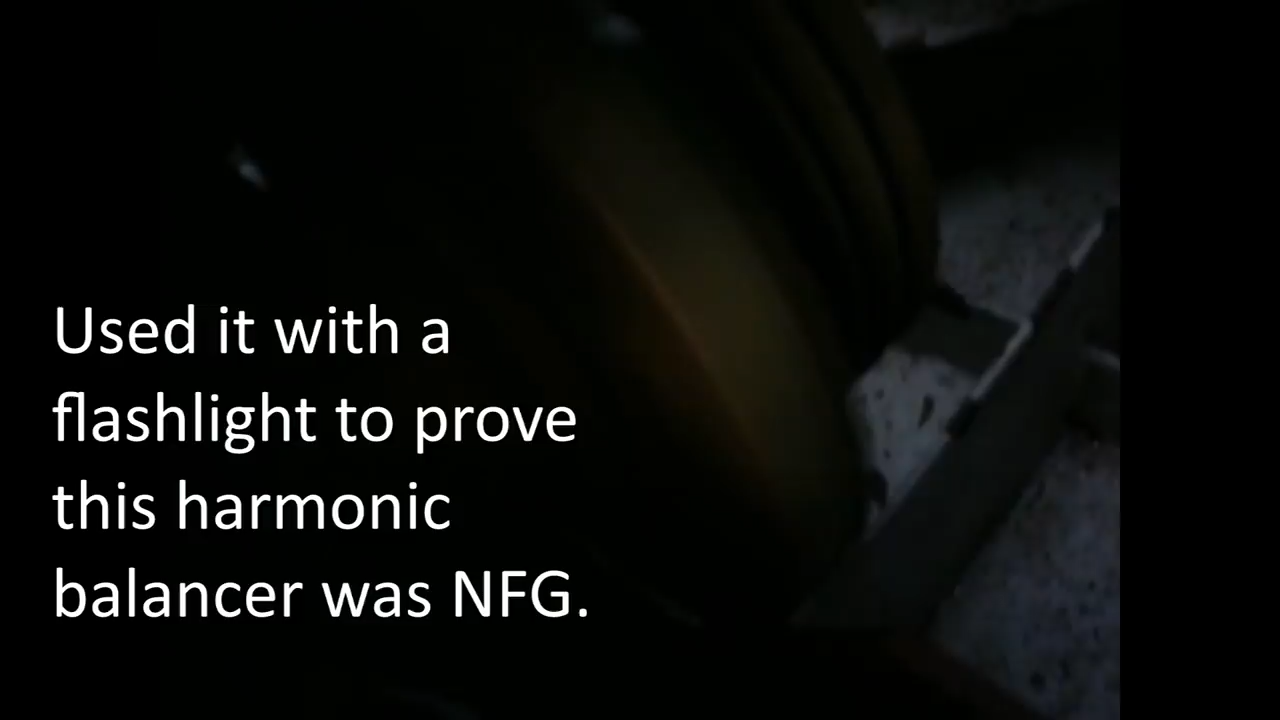 Used it with a
flashlight to prove
this harmonic
balancer was NFG.